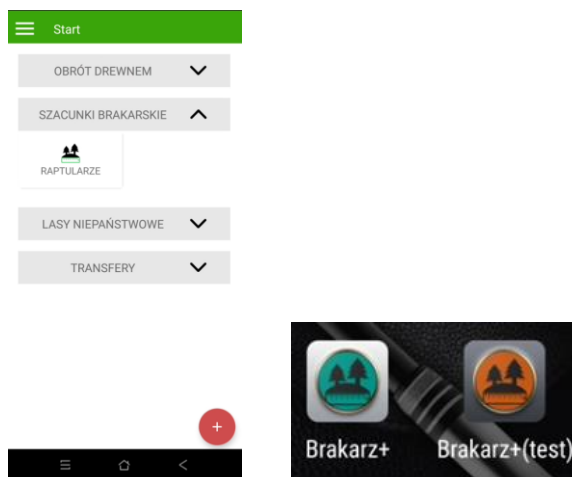 Start
OBRÓT DREWNEM
SZACUNKI BRAKARSKIE
RAPTULARZE
LASY NIEPAŃSTWOWE
TRANSFERY
+
Brakarz+
Brakarz+(test)